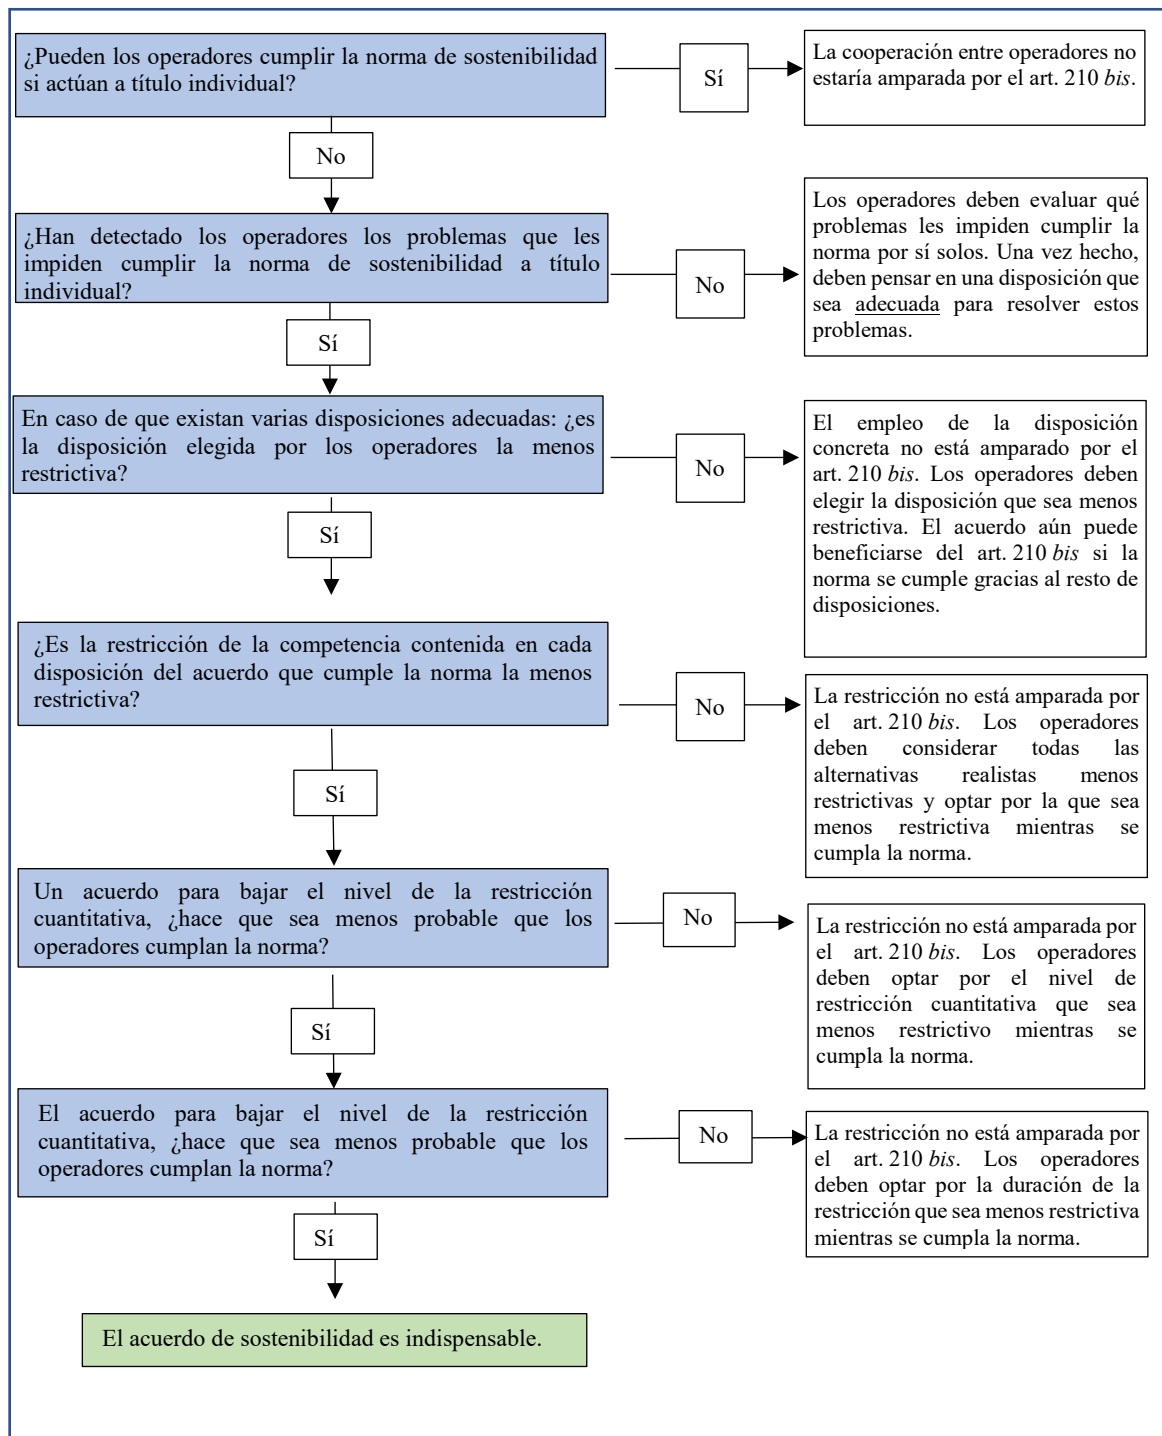 ¿Pueden los operadores cumplir la norma de sostenibilidad
si actúan a título individual?
Sí
La cooperación entre operadores no
estaría amparada por el art. 210 bis.
No
¿Han detectado los operadores los problemas que les
impiden cumplir la norma de sostenibilidad a título
individual?
No
Los operadores deben evaluar qué
problemas les impiden cumplir la
norma por sí solos. Una vez hecho,
deben pensar en una disposición que
sea adecuada para resolver estos
problemas.
Sí
En caso de que existan varias disposiciones adecuadas: ¿es
la disposición elegida por los operadores la menos
restrictiva?
No
El empleo de la disposición
concreta no está amparado por el
art. 210 bis. Los operadores deben
elegir la disposición que sea menos
restrictiva. El acuerdo aún puede
beneficiarse del art. 210 bis si la
norma se cumple gracias al resto de
disposiciones.
Sí
¿Es la restricción de la competencia contenida en cada
disposición del acuerdo que cumple la norma la menos
restrictiva?
No
La restricción no está amparada por
el art. 210 bis. Los operadores
deben considerar todas las
alternativas realistas menos
restrictivas y optar por la que sea
menos restrictiva mientras se
cumpla la norma.
Sí
Un acuerdo para bajar el nivel de la restricción
cuantitativa, ¿hace que sea menos probable que los
operadores cumplan la norma?
No
La restricción no está amparada por
el art. 210 bis. Los operadores
deben optar por el nivel de
restricción cuantitativa que sea
menos restrictivo mientras se
cumpla la norma.
Sí
El acuerdo para bajar el nivel de la restricción
cuantitativa, ¿hace que sea menos probable que los
operadores cumplan la norma?
No
La restricción no está amparada por
el art. 210 bis. Los operadores
deben optar por la duración de la
restricción que sea menos restrictiva
mientras se cumpla la norma.
Sí
El acuerdo de sostenibilidad es indispensable.